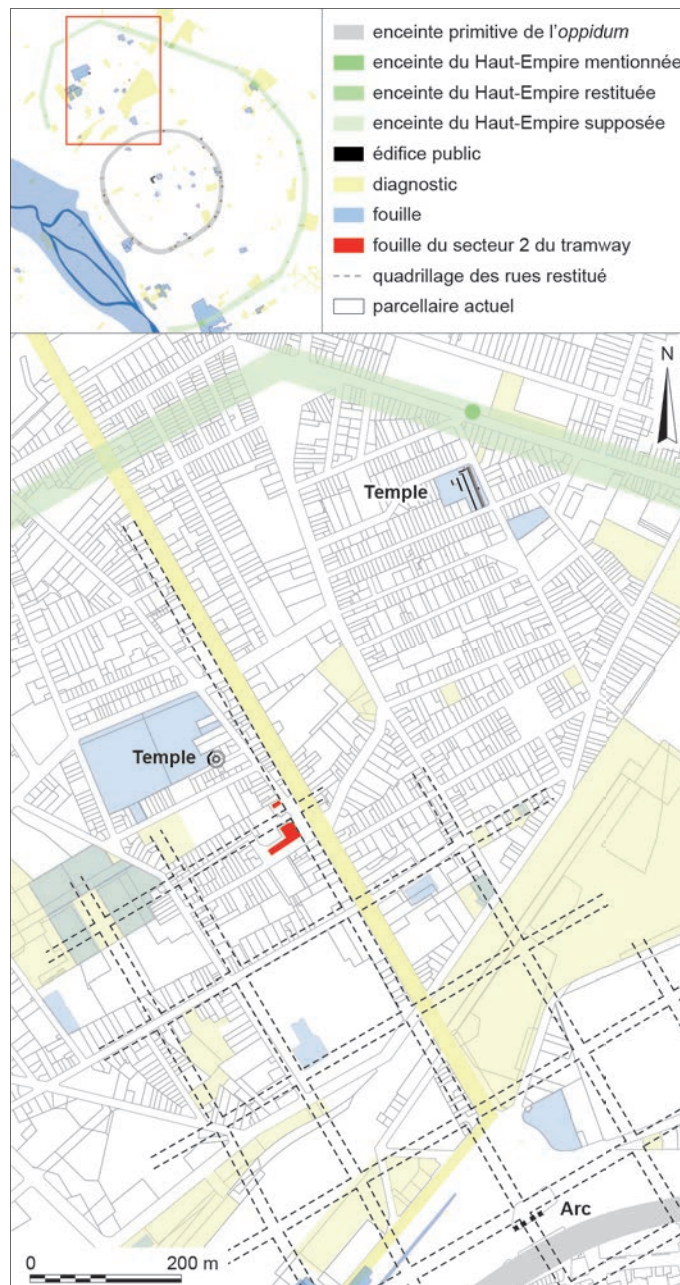 enceinte primitive de l'oppidum
enceinte du Haut-Empire mentionnée
enceinte du Haut-Empire restituée
enceinte du Haut-Empire supposée
édifice public
diagnostic
fouille
fouille du secteur 2 du tramway
quadrillage des rues restitué
parcellaire actuel
N
Temple
Temple
Arc
0 200 m